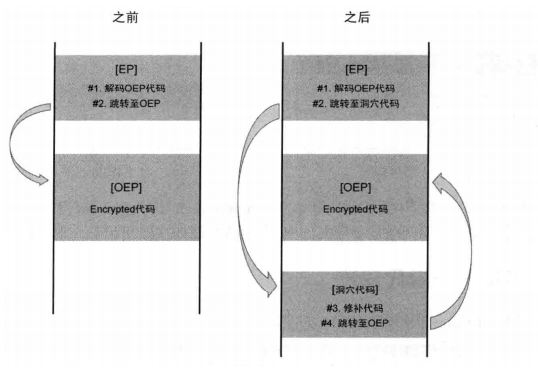 之前
[EP]
#1. 解码OEP代码
#2. 跳转至OEP
[OEP]
Encrypted代码
之后
[EP]
#1. 解码OEP代码
#2. 跳转至洞穴代码
[OEP]
Encrypted代码
[洞穴代码]
#3. 修补代码
#4. 跳转至OEP